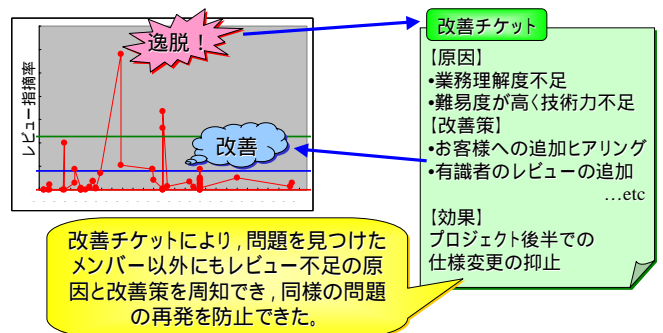 逸脱！
レビュー指摘率
改善
改善チケット
【原因】
•業務理解度不足
•難易度が高く技術力不足
【改善策】
•お客様への追加ヒアリング
•有識者のレビューの追加
…etc
【効果】
プロジェクト後半での
仕様変更の抑止
改善チケットにより，問題を見つけた
メンバー以外にもレビュー不足の原
因と改善策を周知でき，同様の問題
の再発を防止できた。